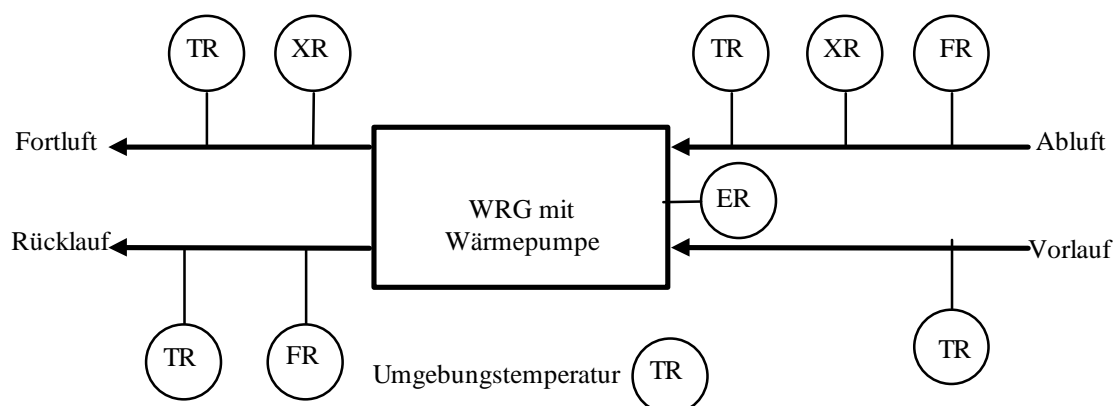 TR XR TR XR FR
Fortluft Abluft
ER
WRG mit
Wärmepumpe
Rücklauf Vorlauf
TR FR TR
Umgebungstemperatur TR